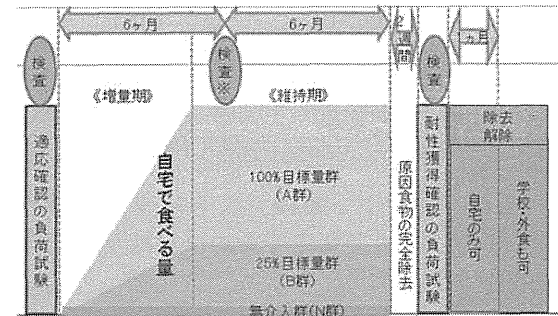 6ヶ月
6ヶ月
2週間
1ヵ月
検査
検査※
検査
《増量期》
《維持期》
適応確認の負荷試験
自宅で食べる量
100%目標量群
(A群)
25%目標量群
(B群)
無介入群(N群)
原因食物の完全除去
耐性獲得確認の負荷試験
除去
解除
自宅のみ可
学校・外食も可